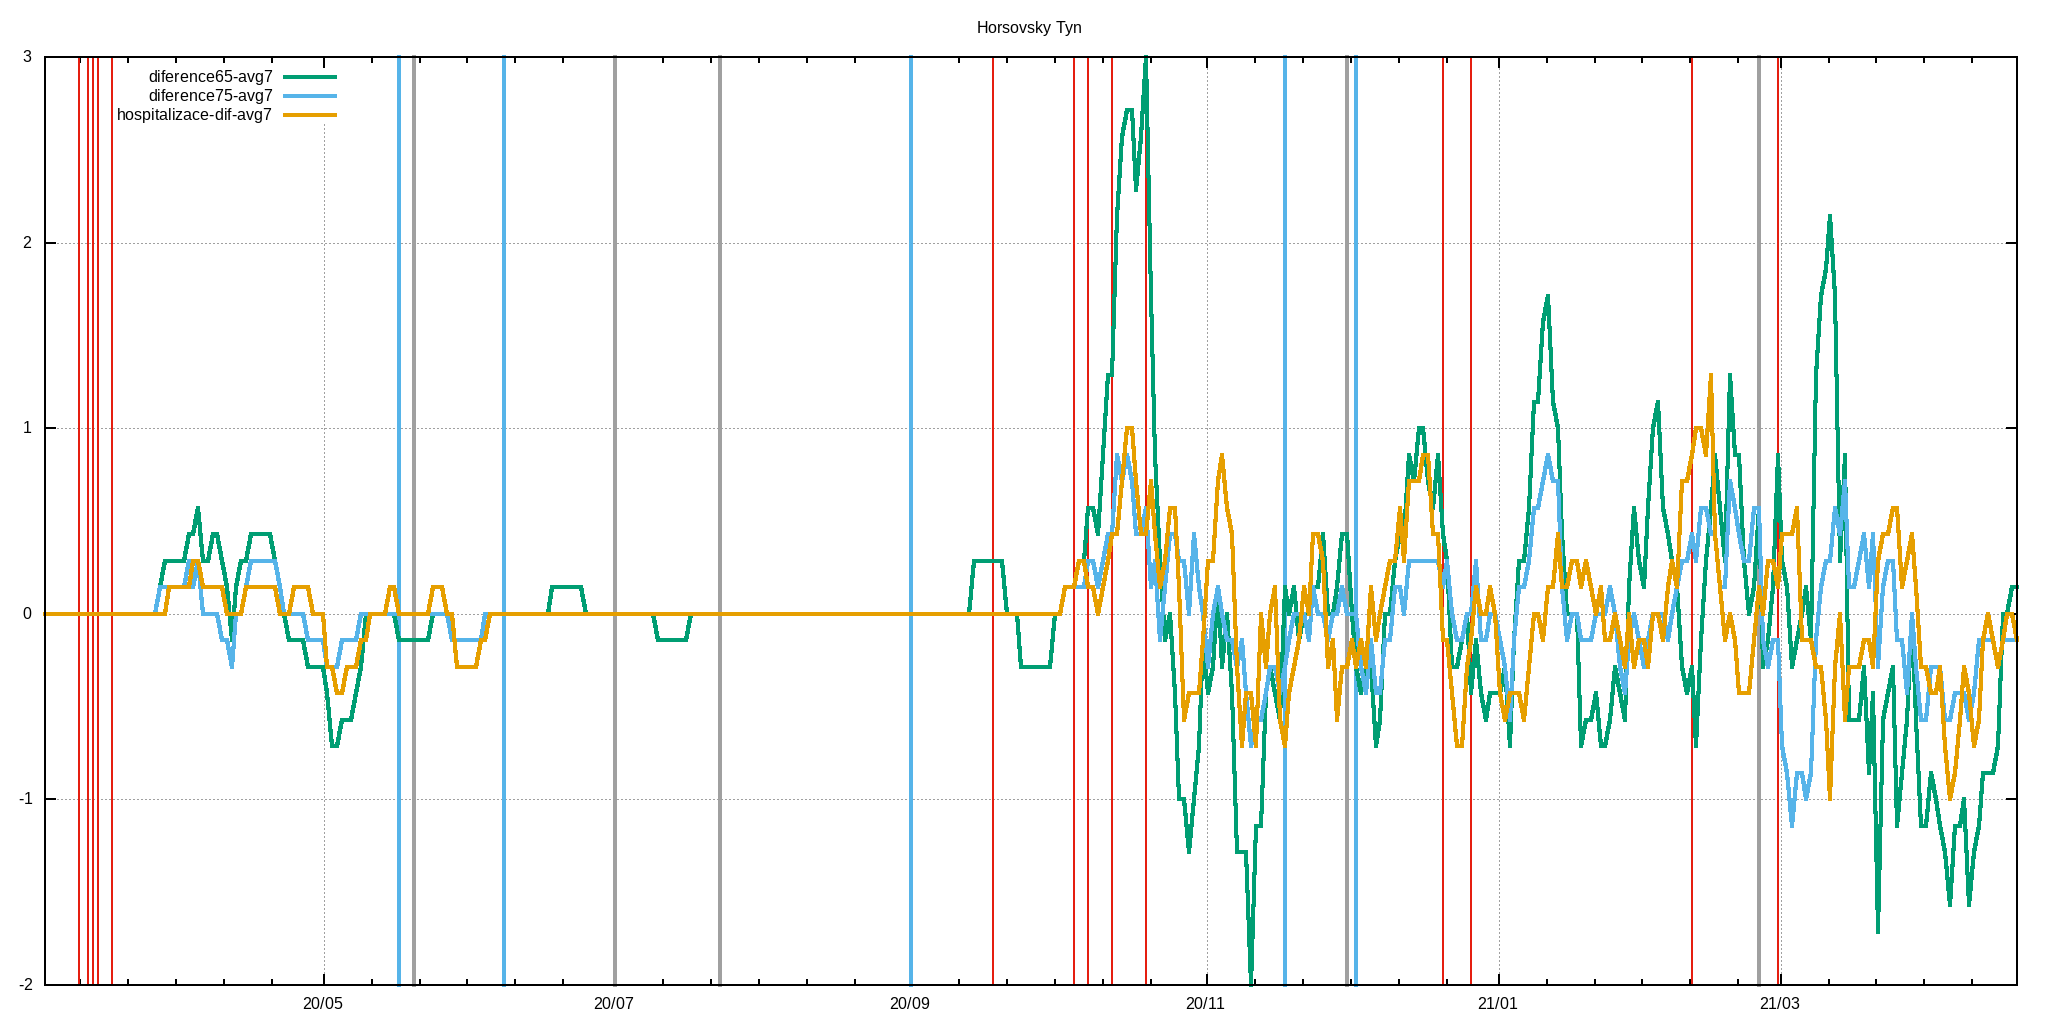 Horsovsky Tyn
diference65-avg7
diference75-avg7
hospitalizace-dif-avg7
3
2
1
0
-1
-2
20/05 20/07 20/09 20/11 21/01 21/03